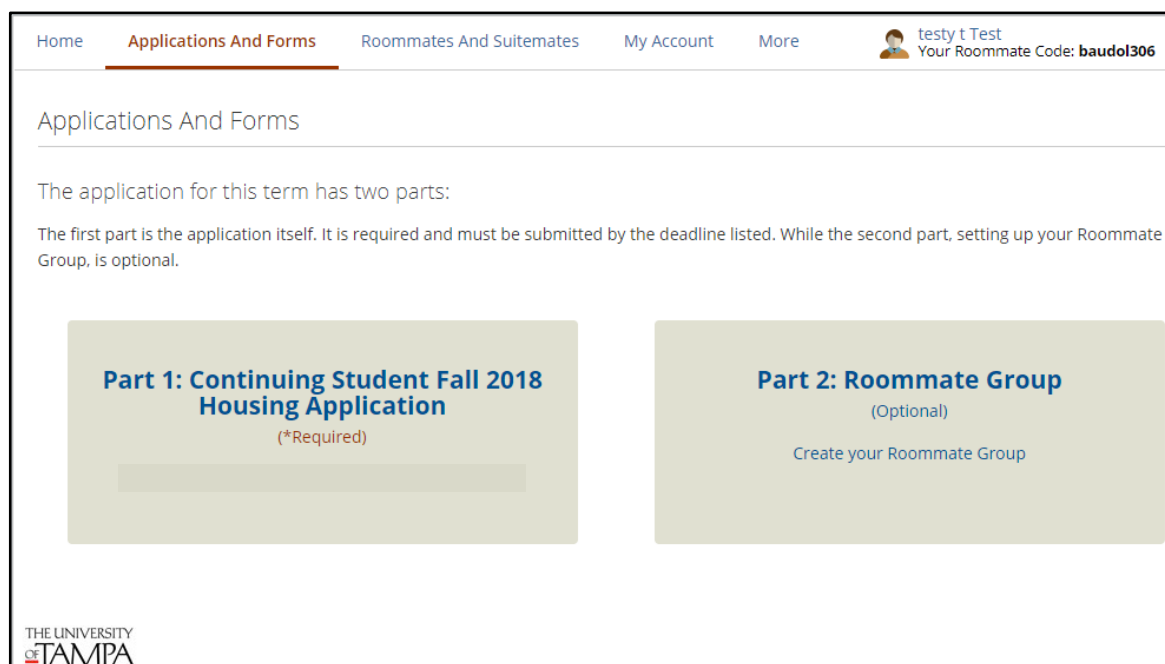 Home Applications And Forms Roommates And Suitemates My Account More testy t Test
Your Roommate Code: baudol306
Applications And Forms
The application for this term has two parts:
The first part is the application itself. It is required and must be submitted by the deadline listed. While the second part, setting up your Roommate
Group, is optional.
Part 1: Continuing Student Fall 2018
Housing Application
(*Required)
Part 2: Roommate Group
(Optional)
Create your Roommate Group
THE UNIVERSITY
OF TAMPA